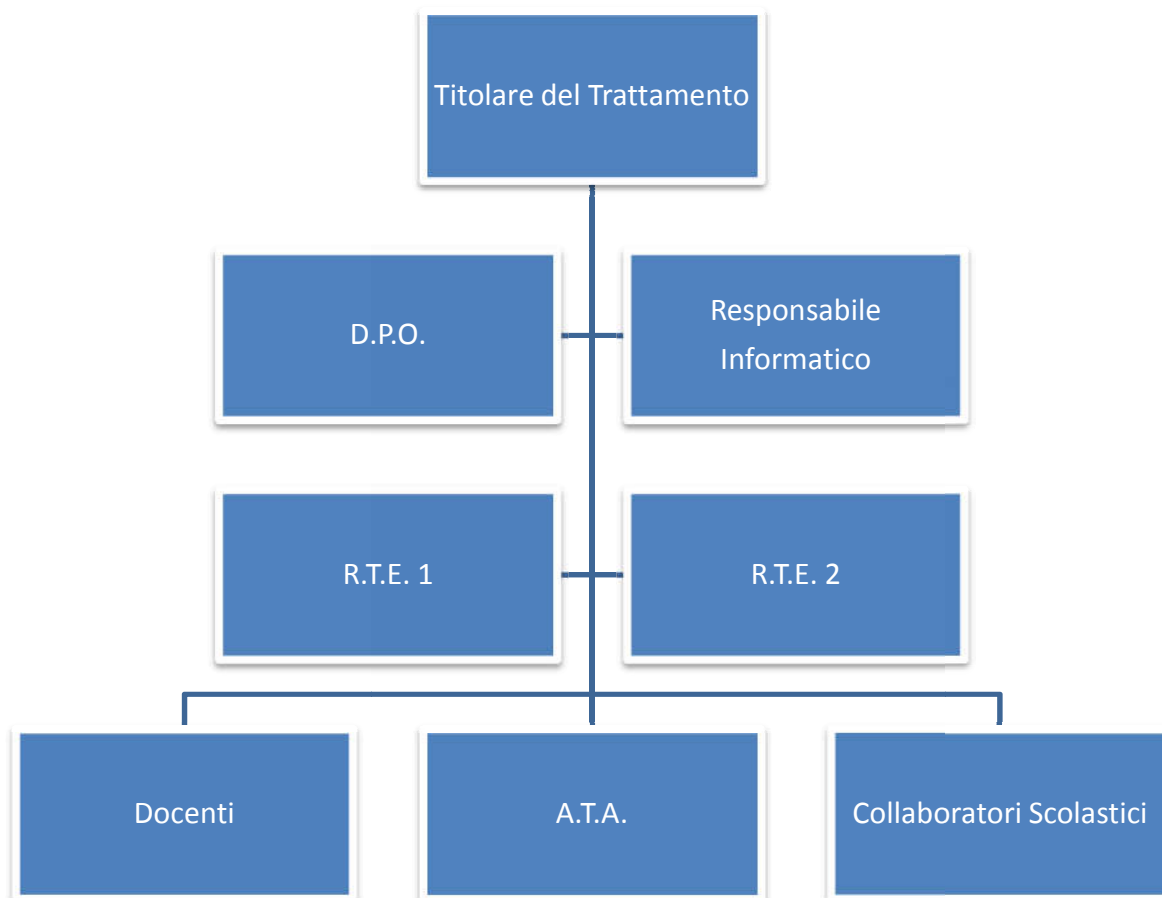 Titolare del Trattamento
D.P.O.
Responsabile
Informatico
R.T.E. 1
R.T.E. 2
Docenti
A.T.A.
Collaboratori Scolastici